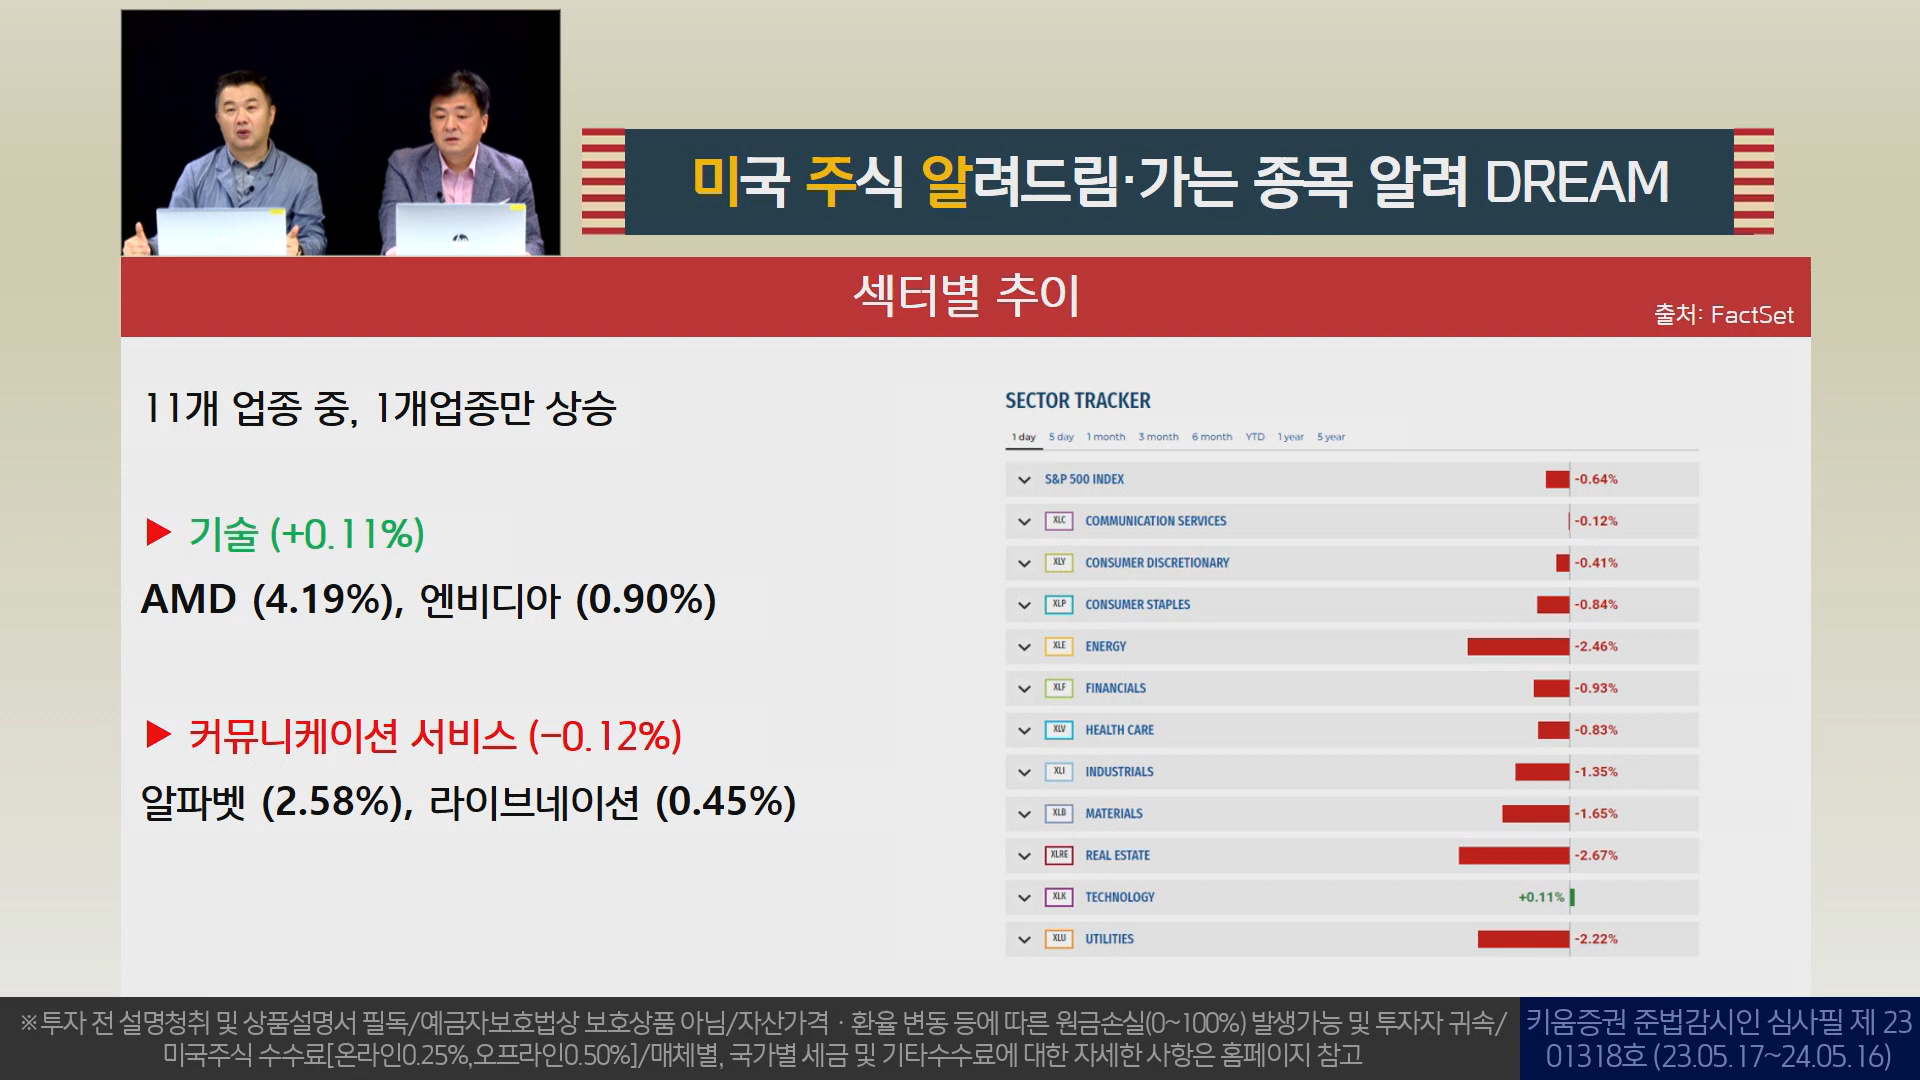 미국 주식 알려드림·가는 종목 알려 DREAM
섹터별 추이
출처: FactSet
11개 업종 중, 1개업종만 상승
▶ 기술 (+0.11%)
AMD (4.19%), 엔비디아 (0.90%)
▶ 커뮤니케이션 서비스 (-0.12%)
알파벳 (2.58%), 라이브네이션 (0.45%)
SECTOR TRACKER
1 day 5 day 1 month 3 month 6 month YTD 1 year 5 year
S&P 500 INDEX -0.64%
XLC COMMUNICATION SERVICES -0.12%
XLY CONSUMER DISCRETIONARY -0.41%
XLP CONSUMER STAPLES -0.84%
XLE ENERGY -2.46%
XLF FINANCIALS -0.93%
XLV HEALTH CARE -0.83%
XLI INDUSTRIALS -1.35%
XLB MATERIALS -1.65%
XLRE REAL ESTATE -2.67%
XLK TECHNOLOGY +0.11%
XLU UTILITIES -2.22%
※투자 전 설명청취 및 상품설명서 필독/예금자보호법상 보호상품 아님/자산가격 · 환율 변동 등에 따른 원금손실(0~100%) 발생가능 및 투자자 귀속/
미국주식 수수료[온라인0.25%,오프라인0.50%]/매체별, 국가별 세금 및 기타수수료에 대한 자세한 사항은 홈페이지 참고
키움증권 준법감시인 심사필 제 23
01318호 (23.05.17~24.05.16)